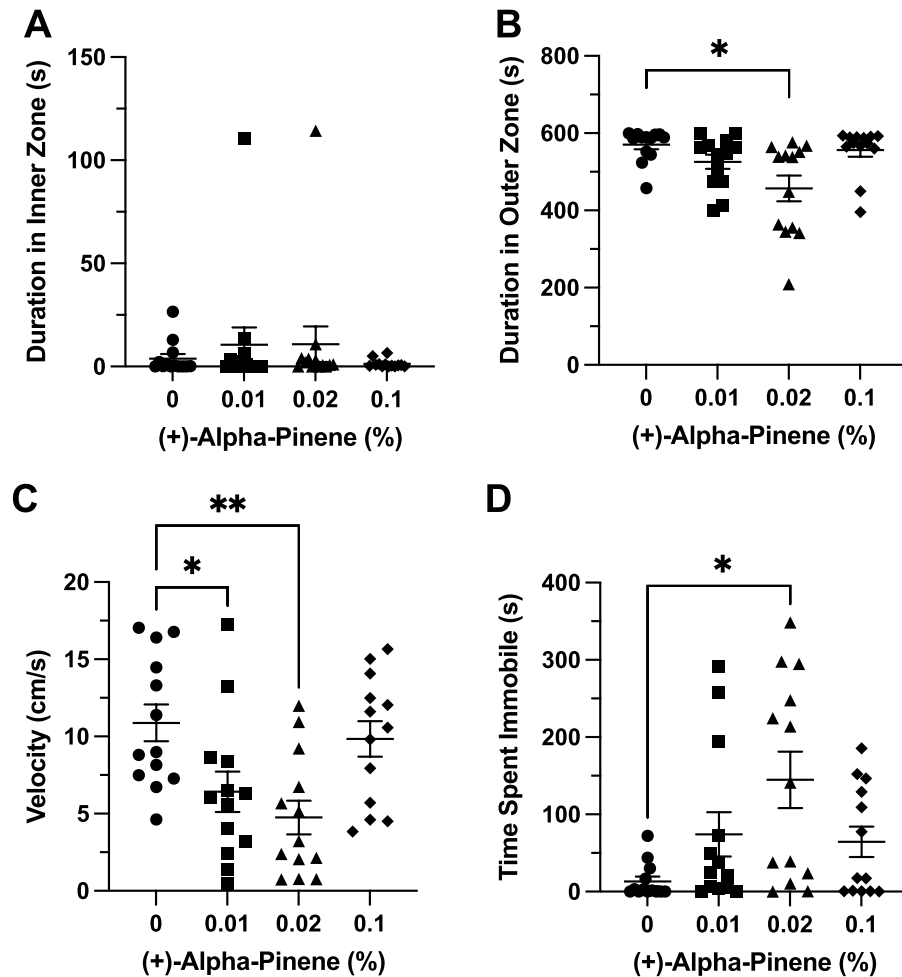 A
Duration in Inner Zone (s)
150
100
50
0
0 0.01 0.02 0.1
(+)-Alpha-Pinene (%)
B
Duration in Outer Zone (s)
800
600
400
200
0
*
0 0.01 0.02 0.1
(+)-Alpha-Pinene (%)
C
Velocity (cm/s)
20
15
10
5
0
**
*
0 0.01 0.02 0.1
(+)-Alpha-Pinene (%)
D
Time Spent Immobile (s)
400
300
200
100
0
*
0 0.01 0.02 0.1
(+)-Alpha-Pinene (%)